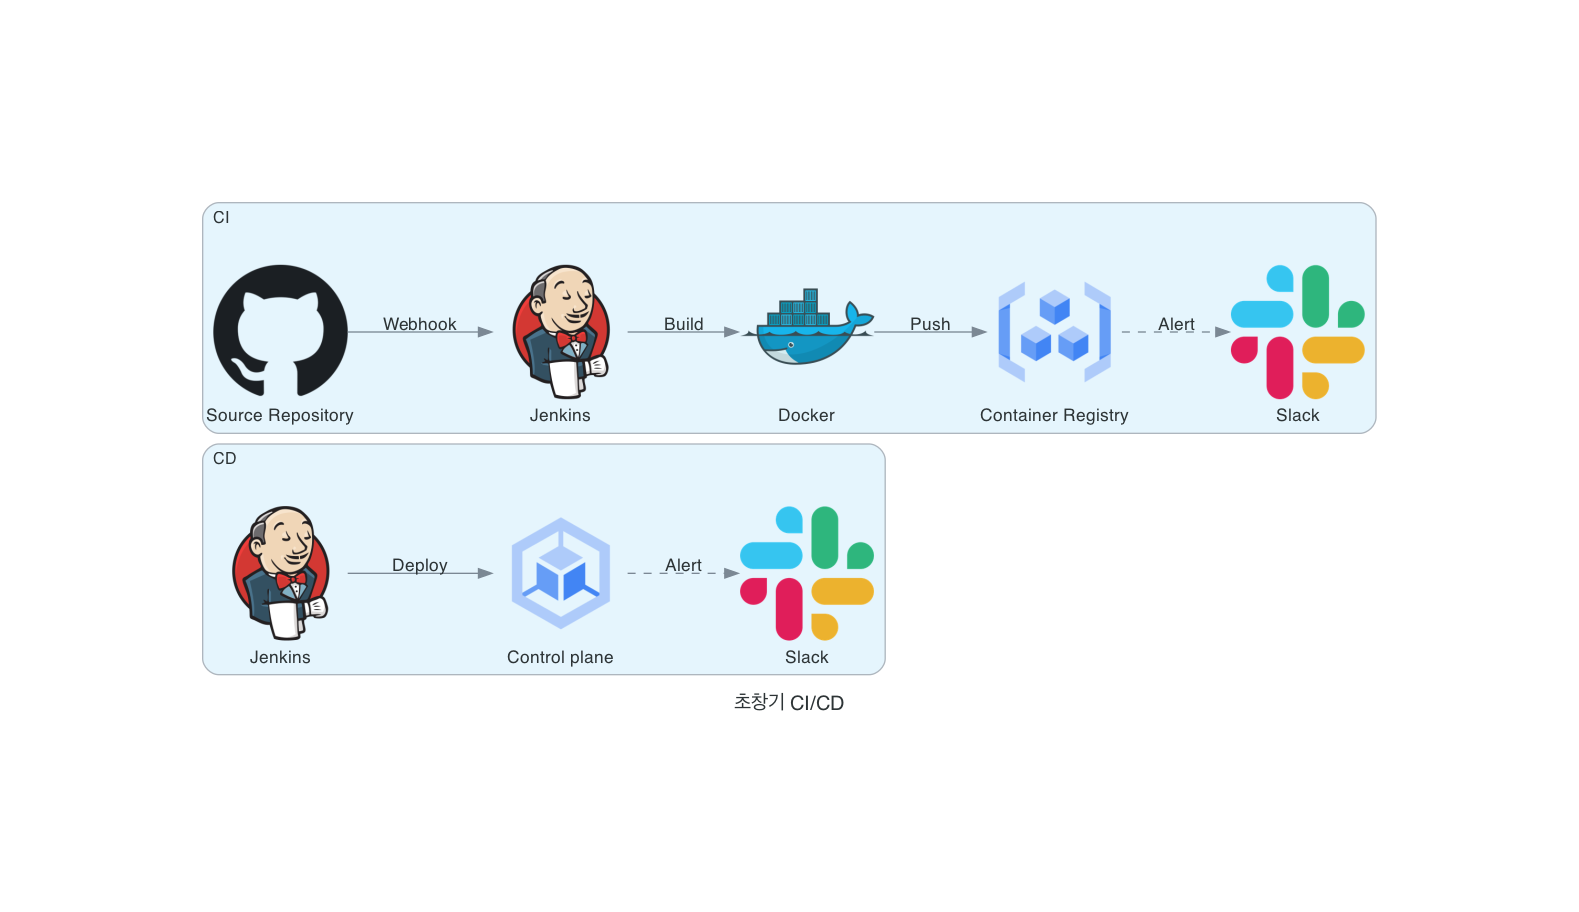 CI
Webhook
Build
Push
Alert
Source Repository
Jenkins
Docker
Container Registry
Slack
CD
Deploy
Alert
Jenkins
Control plane
Slack
초창기 CI/CD